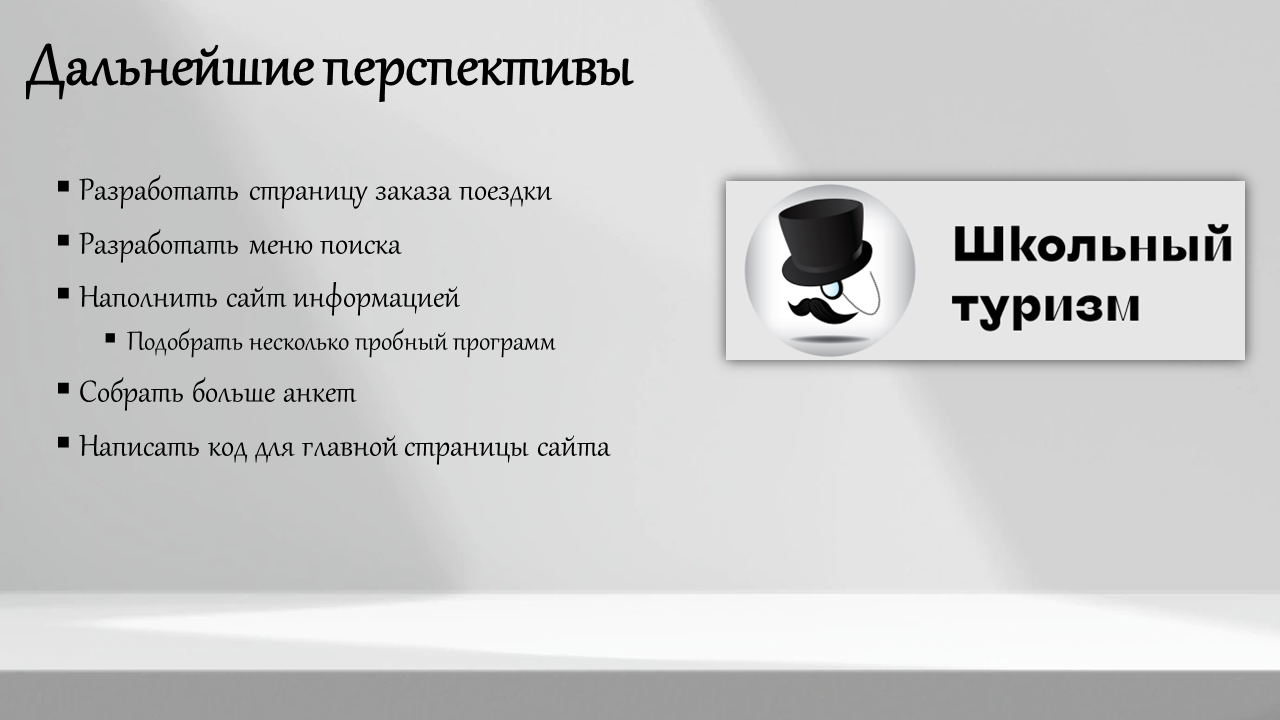 Дальнейшие перспективы
Разработать страницу заказа поездки
Разработать меню поиска
Наполнить сайт информацией
Подобрать несколько пробный программ
Собрать больше анкет
Написать код для главной страницы сайта
Школьный
туризм